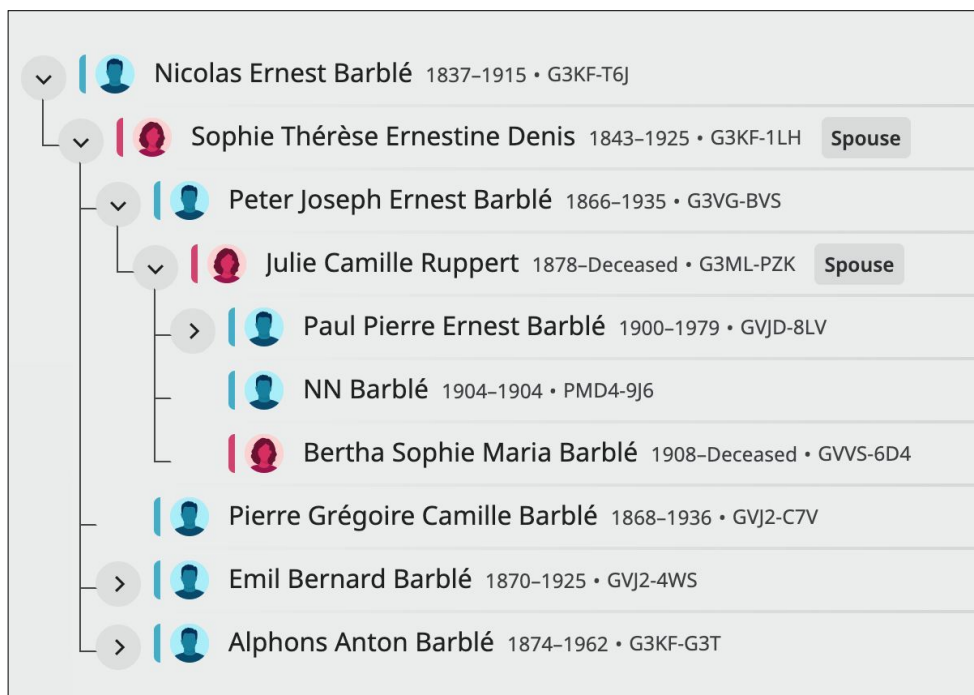 Nicolas Ernest Barblé 1837–1915 • G3KF-T6J
Sophie Thérèse Ernestine Denis 1843–1925 • G3KF-1LH Spouse
Peter Joseph Ernest Barblé 1866–1935 • G3VG-BVS
Julie Camille Ruppert 1878–Deceased • G3ML-PZK Spouse
Paul Pierre Ernest Barblé 1900–1979 • GVJD-8LV
NN Barblé 1904–1904 • PMD4-9J6
Bertha Sophie Maria Barblé 1908–Deceased • GVVS-6D4
Pierre Grégoire Camille Barblé 1868–1936 • GVJ2-C7V
Emil Bernard Barblé 1870–1925 • GVJ2-4WS
Alphons Anton Barblé 1874–1962 • G3KF-G3T